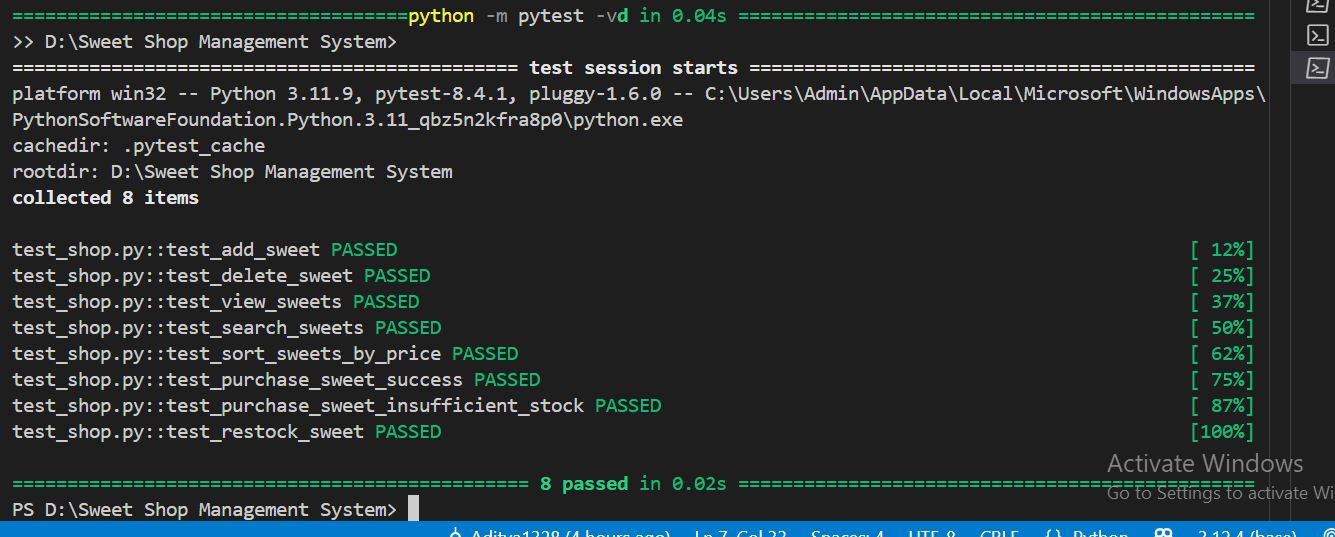 ====================================python -m pytest -vd in 0.04s ===============================================
>> D:\Sweet Shop Management System>
============================================== test session starts ==============================================
platform win32 -- Python 3.11.9, pytest-8.4.1, pluggy-1.6.0 -- C:\Users\Admin\AppData\Local\Microsoft\WindowsApps\
PythonSoftwareFoundation.Python.3.11_qbz5n2kfra8p0\python.exe
cachedir: .pytest_cache
rootdir: D:\Sweet Shop Management System
collected 8 items
test_shop.py::test_add_sweet PASSED [ 12%]
test_shop.py::test_delete_sweet PASSED [ 25%]
test_shop.py::test_view_sweets PASSED [ 37%]
test_shop.py::test_search_sweets PASSED [ 50%]
test_shop.py::test_sort_sweets_by_price PASSED [ 62%]
test_shop.py::test_purchase_sweet_success PASSED [ 75%]
test_shop.py::test_purchase_sweet_insufficient_stock PASSED [ 87%]
test_shop.py::test_restock_sweet PASSED [100%]
=============================================== 8 passed in 0.02s ===============================================
PS D:\Sweet Shop Management System>
Activate Windows
Go to Settings to activate Wi
Aditya1328 (4 hours ago) Ln 7, Col 33 Spaces: 4 UTF-8 CRLF {} Python 3.12.4 (base)